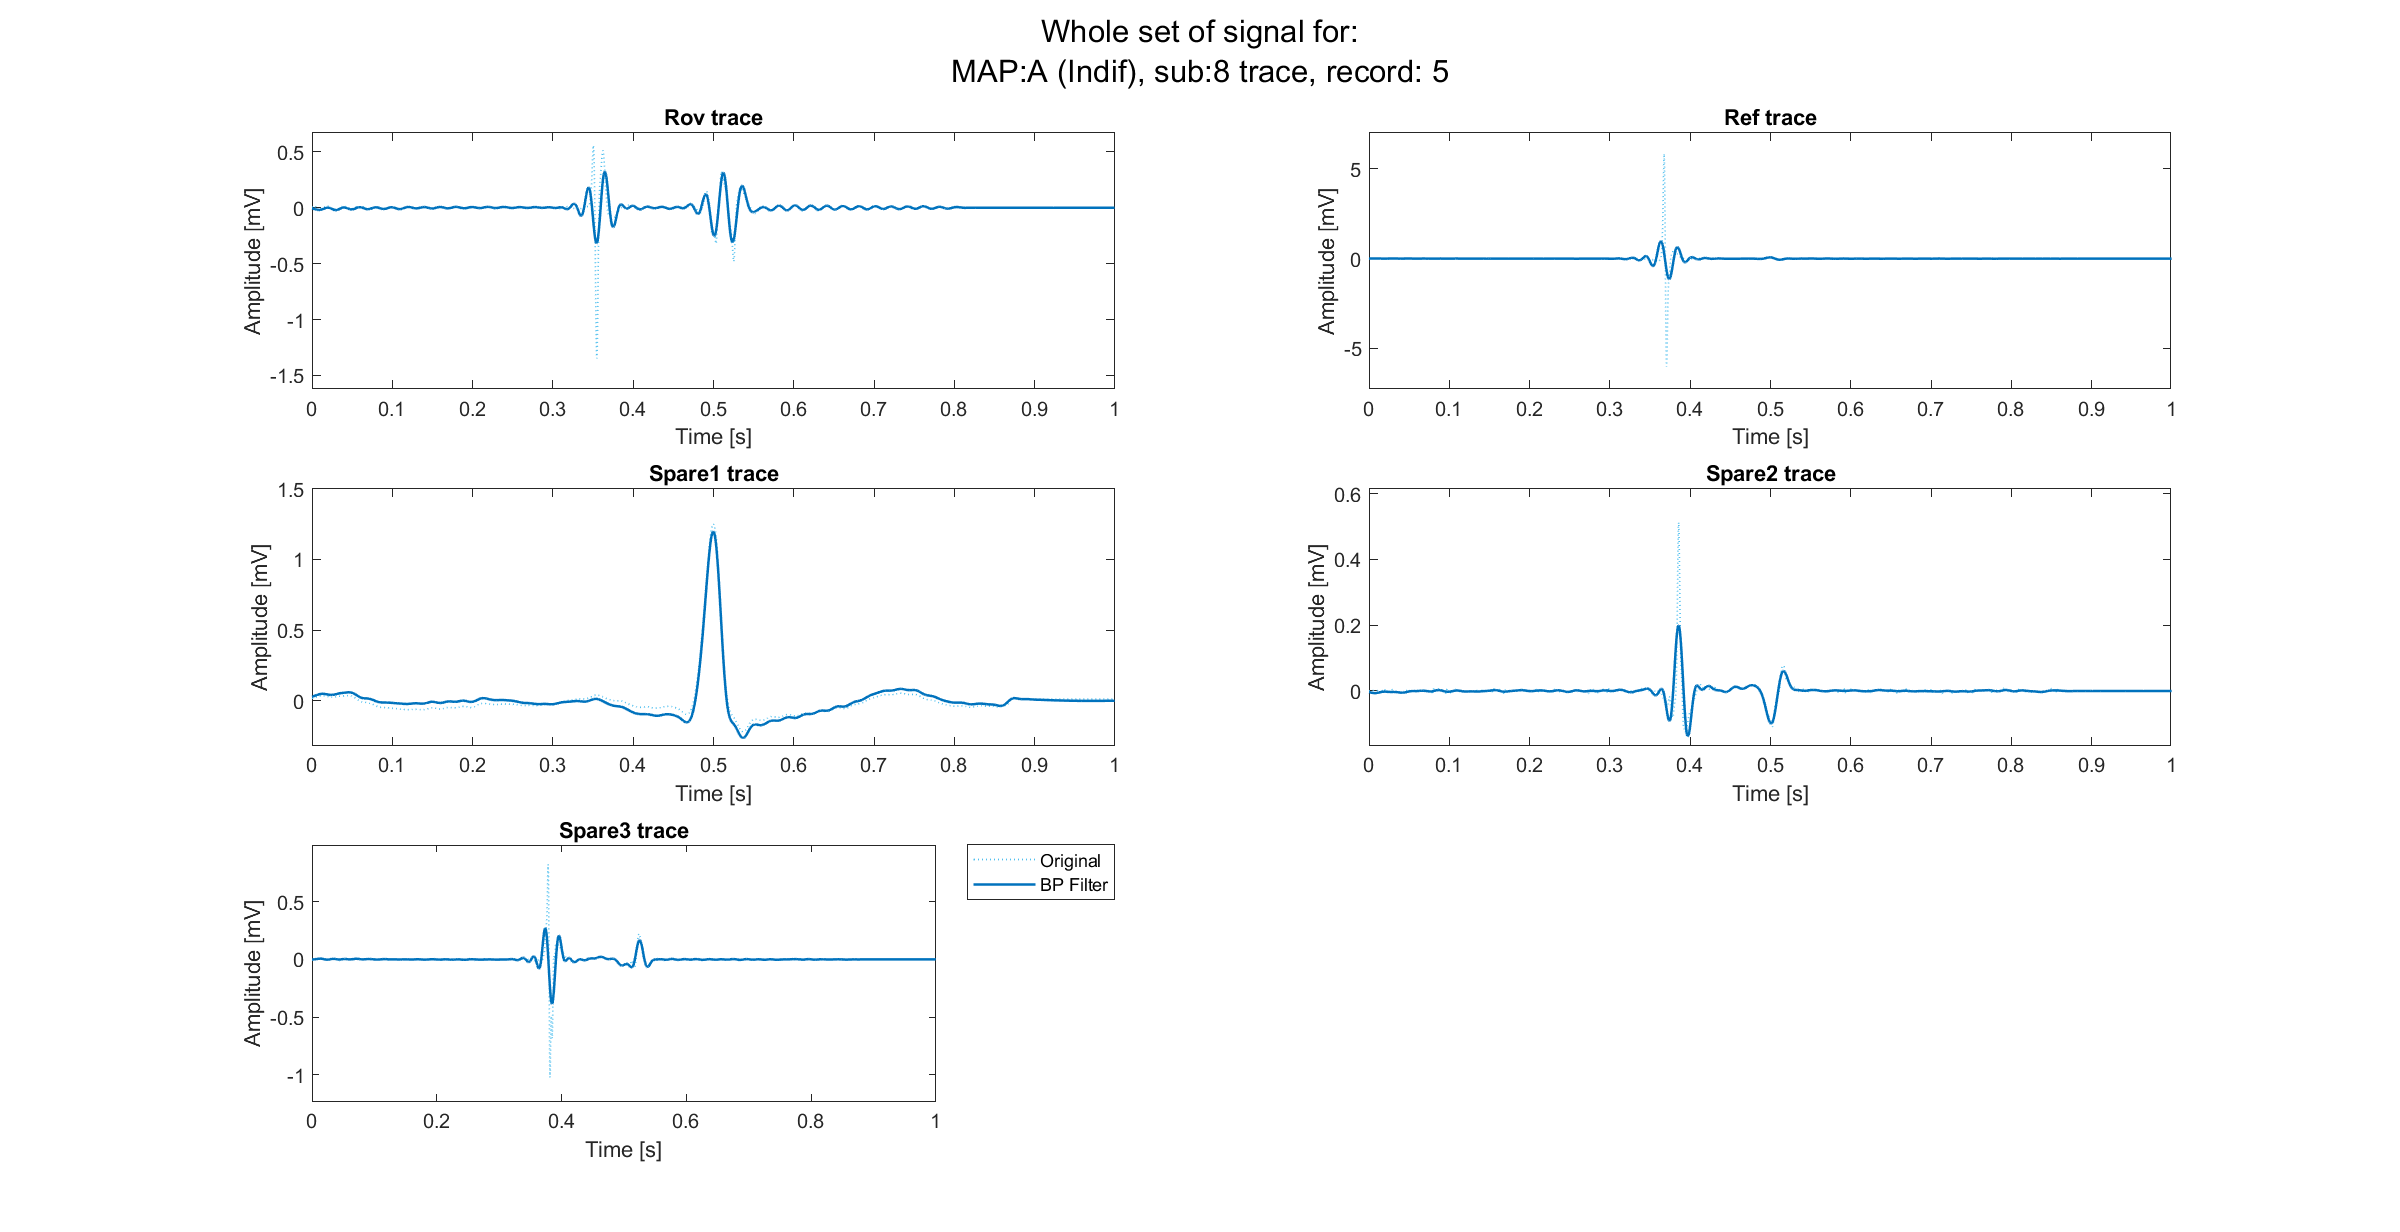 Whole set of signal for:
MAP:A (Indif), sub:8 trace, record: 5
Rov trace
0.5
0
-0.5
-1
-1.5
Amplitude [mV]
0 0.1 0.2 0.3 0.4 0.5 0.6 0.7 0.8 0.9 1
Time [s]
Ref trace
5
0
-5
Amplitude [mV]
0 0.1 0.2 0.3 0.4 0.5 0.6 0.7 0.8 0.9 1
Time [s]
Spare1 trace
1.5
1
0.5
0
Amplitude [mV]
0 0.1 0.2 0.3 0.4 0.5 0.6 0.7 0.8 0.9 1
Time [s]
Spare2 trace
0.6
0.4
0.2
0
Amplitude [mV]
0 0.1 0.2 0.3 0.4 0.5 0.6 0.7 0.8 0.9 1
Time [s]
Spare3 trace
0.5
0
-0.5
-1
Amplitude [mV]
0 0.2 0.4 0.6 0.8 1
Time [s]
Original
BP Filter